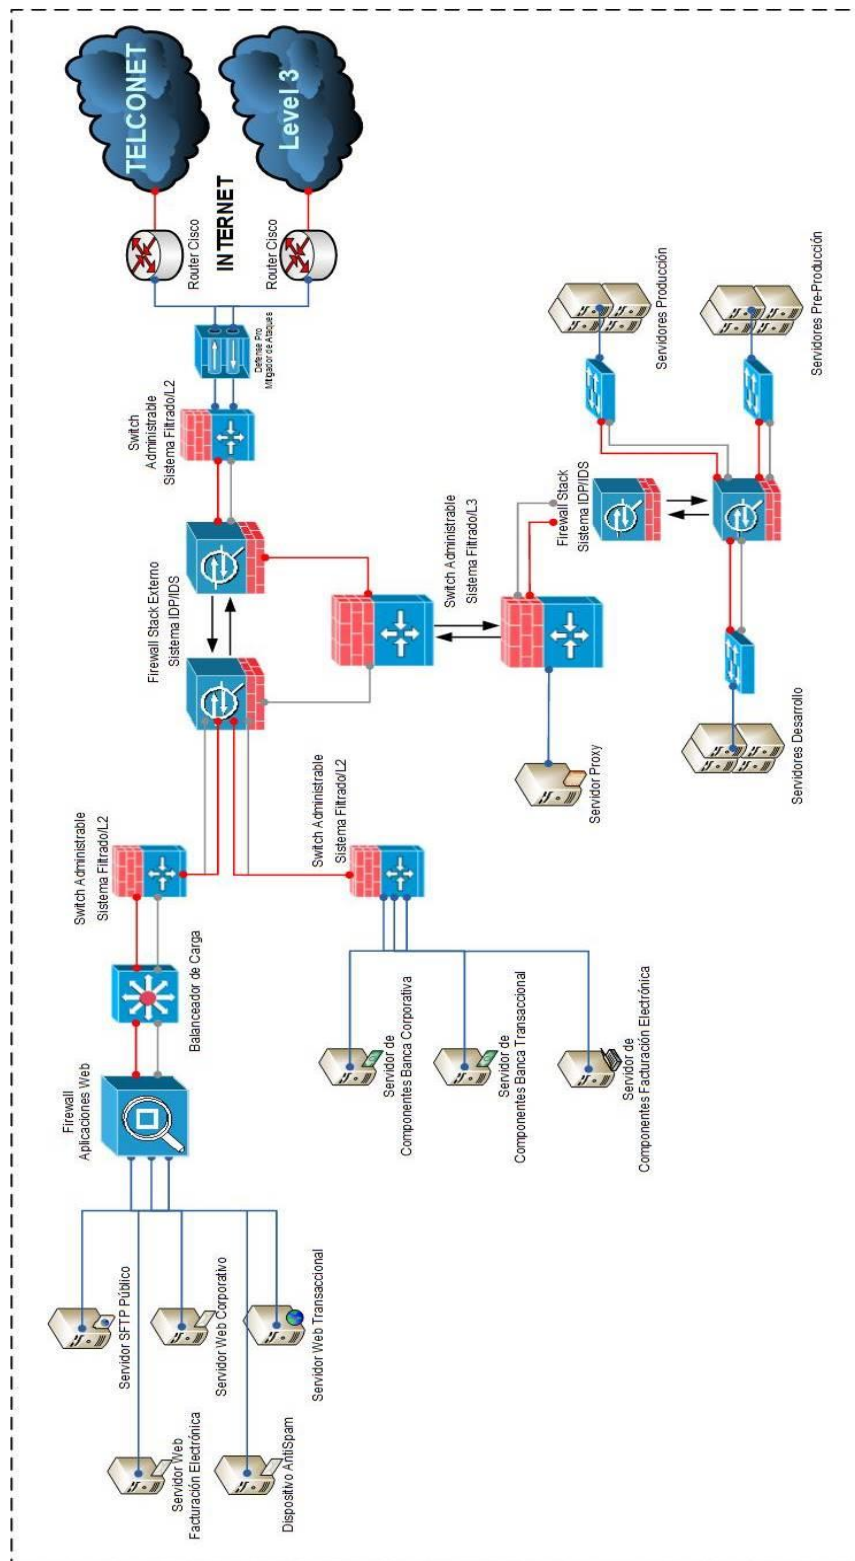 TELCONET
Level 3
INTERNET
Router Cisco
Router Cisco
Defense Pro
Mitigador de Ataques
Switch
Administrable
Sistema Filtrado/L2
Firewall Stack Externo
Sistema IDP/IDS
Switch Administrable
Sistema Filtrado/L3
Firewall Stack
Sistema IDP/IDS
Servidores Producción
Servidores Pre-Producción
Servidores Desarrollo
Servidor Proxy
Switch Administrable
Sistema Filtrado/L2
Switch Administrable
Sistema Filtrado/L2
Balanceador de Carga
Firewall
Aplicaciones Web
Servidor de
Componentes Banca Corporativa
Servidor de
Componentes Banca Transaccional
Servidor de
Componentes Facturación Electrónica
Servidor SFTP Público
Servidor Web Corporativo
Servidor Web Transaccional
Servidor Web
Facturación Electrónica
Dispositivo AntiSpam